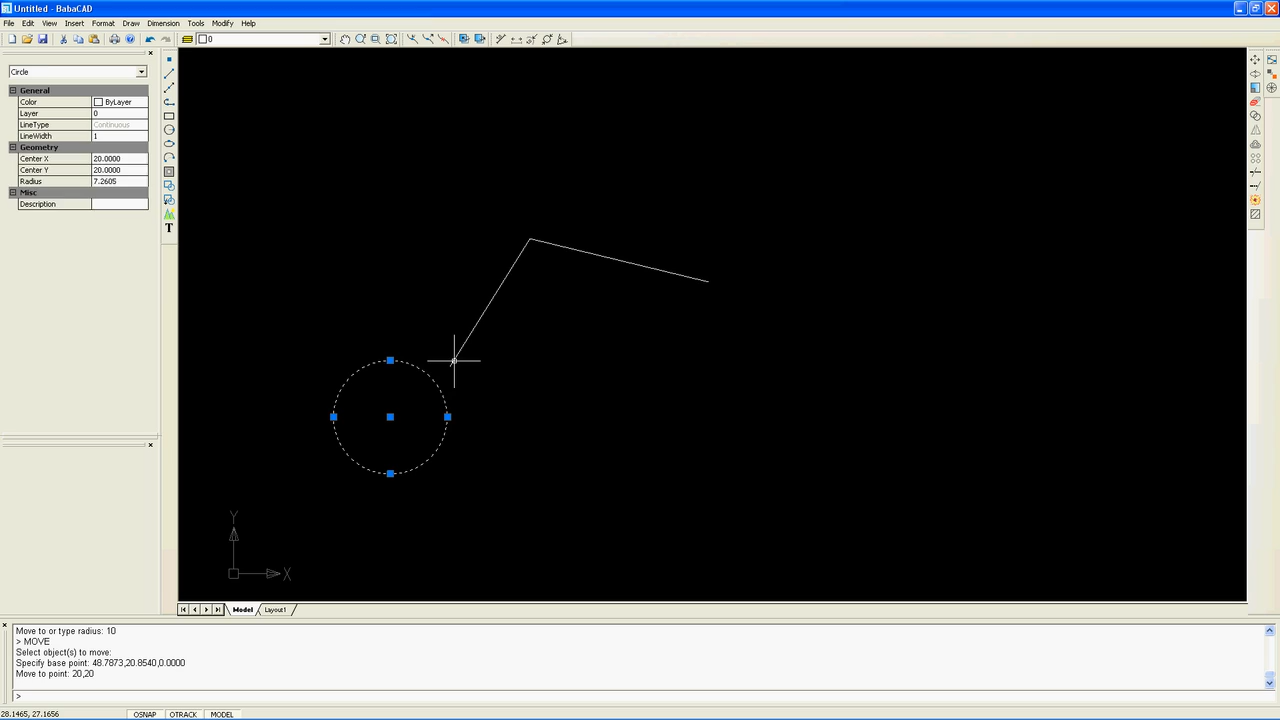 Untitled - BabaCAD
File Edit View Insert Format Draw Dimension Tools Modify Help
0
Circle
General
Color ByLayer
Layer 0
LineType Continuous
LineWidth 1
Geometry
Center X 20.0000
Center Y 20.0000
Radius 7.2605
Misc
Description
T
Y
X
Model Layout1
Move to or type radius: 10
> MOVE
Select object(s) to move:
Specify base point: 48.7873,20.8540,0.0000
Move to point: 20,20
>
28.1465, 27.1656 OSNAP OTRACK MODEL